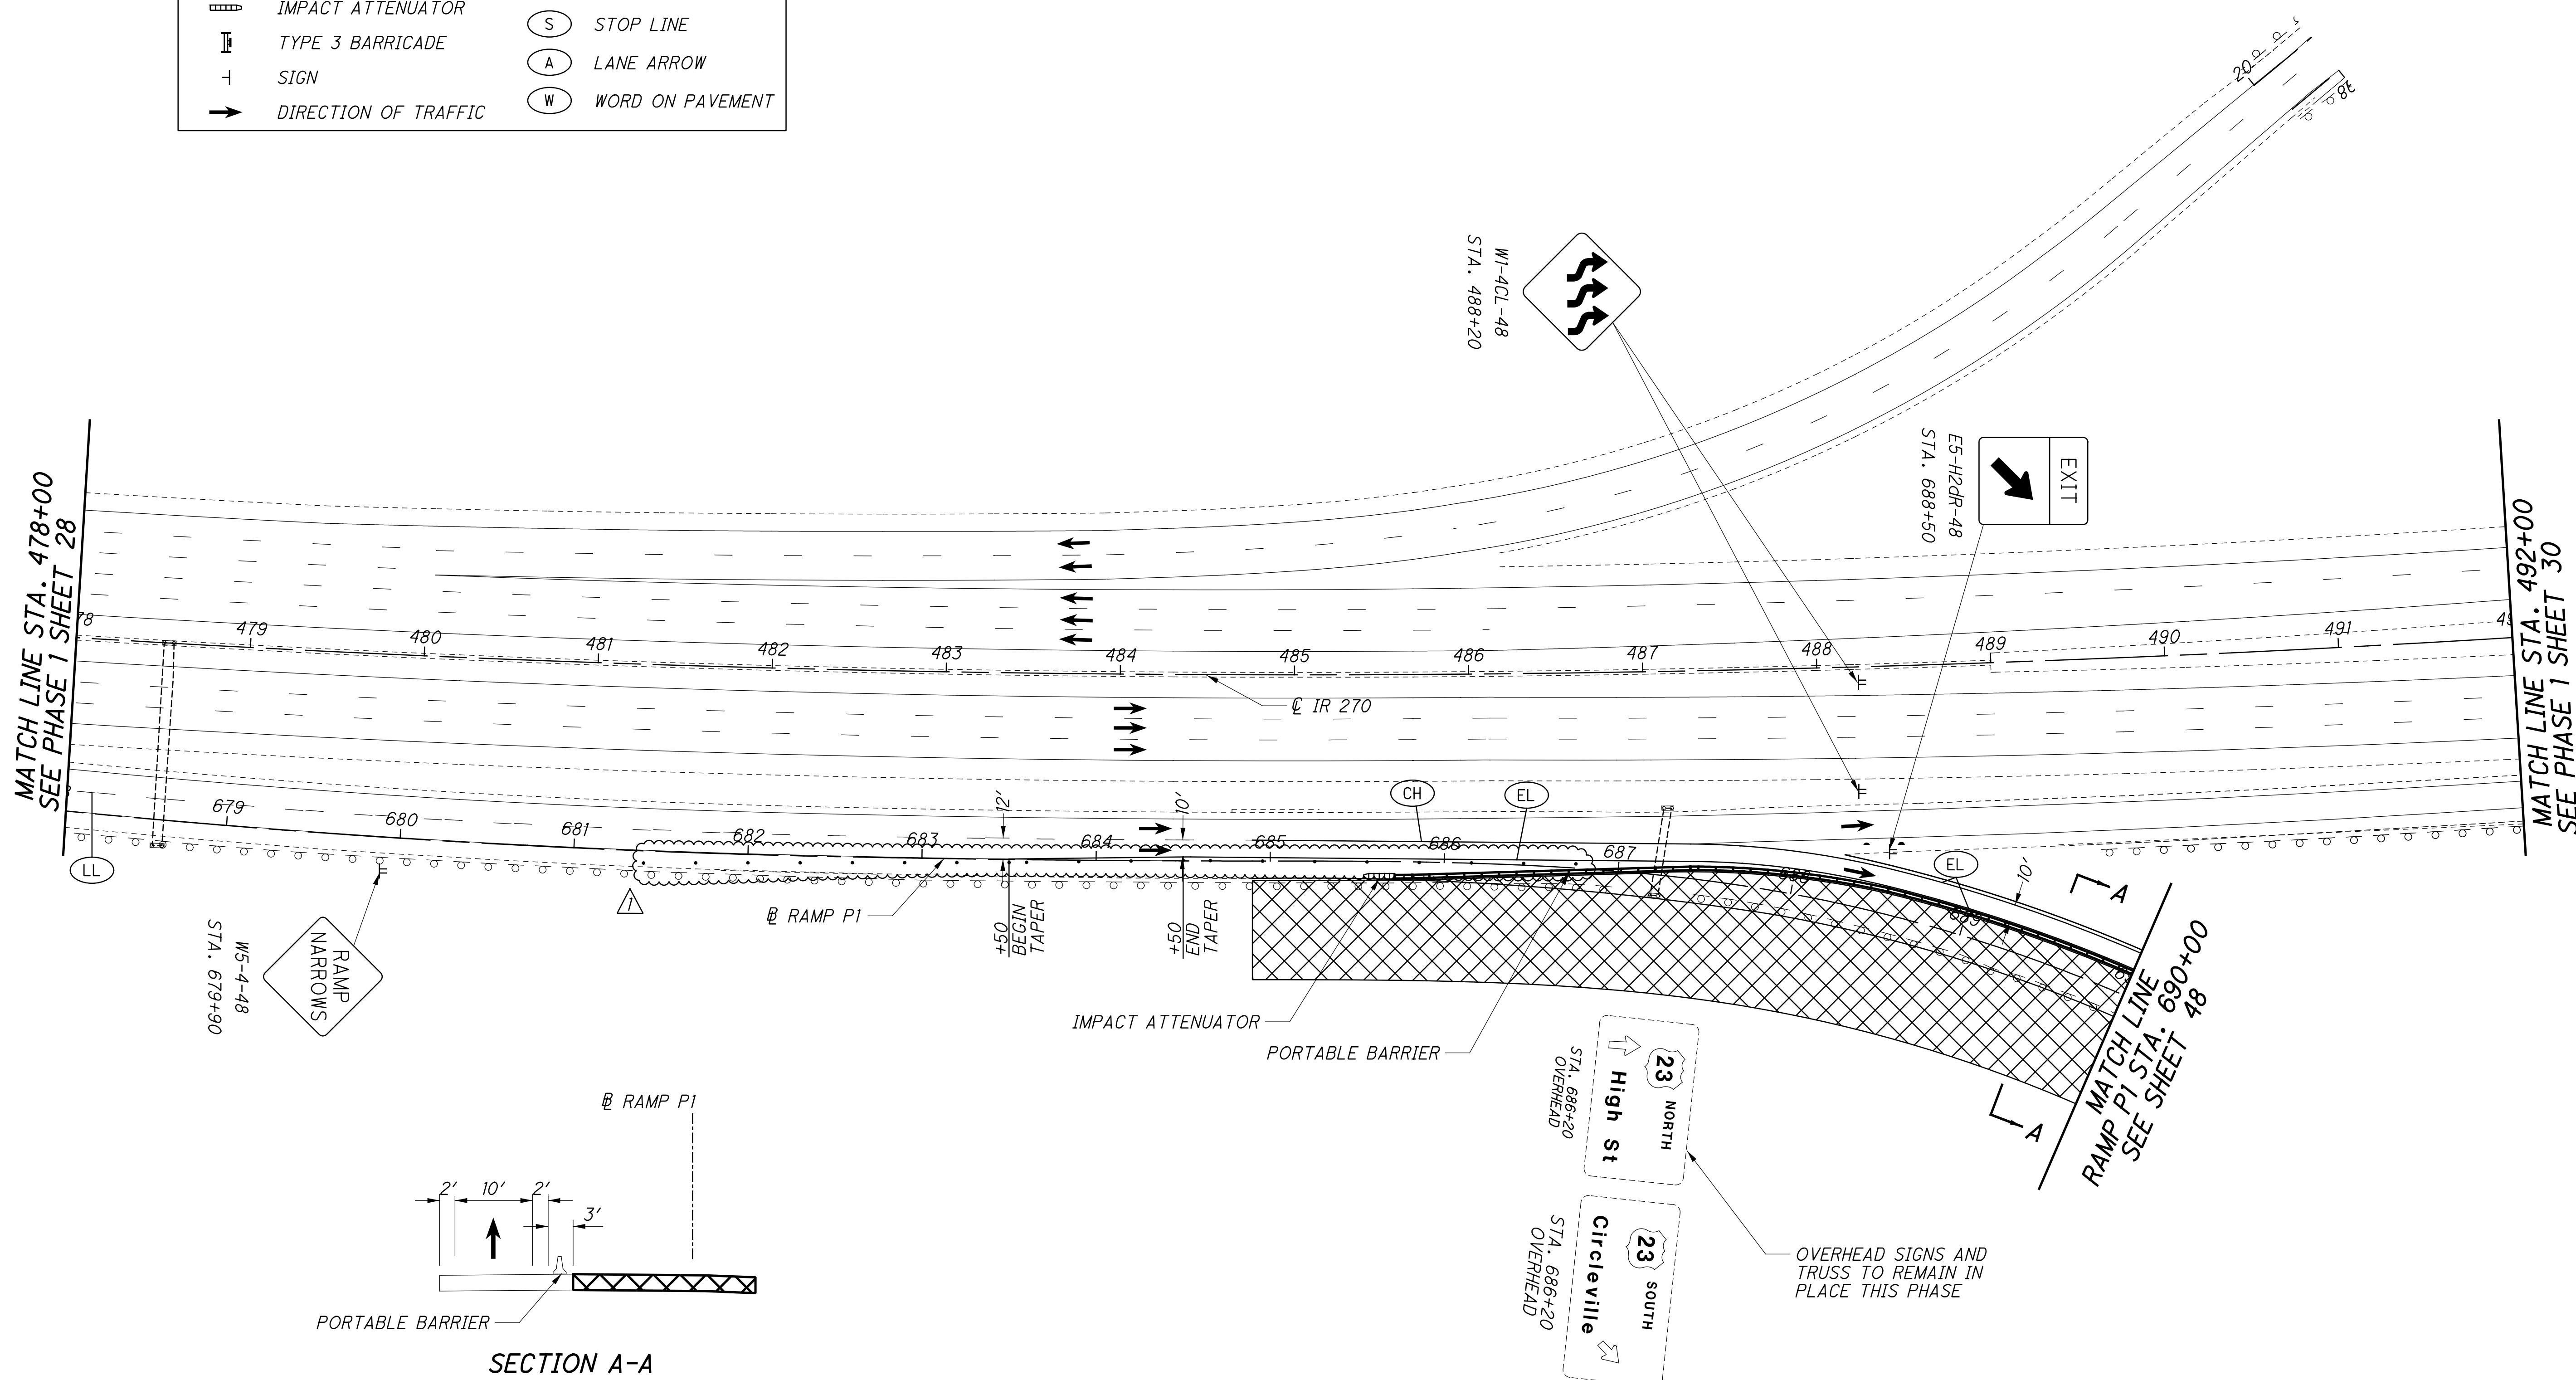 IMPACT ATTENUATOR
TYPE 3 BARRICADE
SIGN
DIRECTION OF TRAFFIC
S STOP LINE
A LANE ARROW
W WORD ON PAVEMENT
20
38
W1-4CL-48
STA. 488+20
EXIT
E5-H2dR-48
STA. 688+50
MATCH LINE STA. 478+00
SEE PHASE 1 SHEET 28
78
479
480
481
482
483
484
485
486
487
488
489
490
491
MATCH LINE STA. 492+00
SEE PHASE 1 SHEET 30
℄ IR 270
679
680
681
682
683
684
685
686
687
688
689
12'
10'
CH
EL
EL
10'
LL
1
A
A
RAMP
NARROWS
W5-4-48
STA. 679+90
B̲L RAMP P1
+50
BEGIN
TAPER
+50
END
TAPER
IMPACT ATTENUATOR
PORTABLE BARRIER
MATCH LINE
RAMP P1 STA. 690+00
SEE SHEET 48
23 NORTH
High St
STA. 686+20
OVERHEAD
23 SOUTH
Circleville
STA. 686+20
OVERHEAD
OVERHEAD SIGNS AND
TRUSS TO REMAIN IN
PLACE THIS PHASE
BL RAMP P1
2' 10' 2'
3'
PORTABLE BARRIER
SECTION A-A